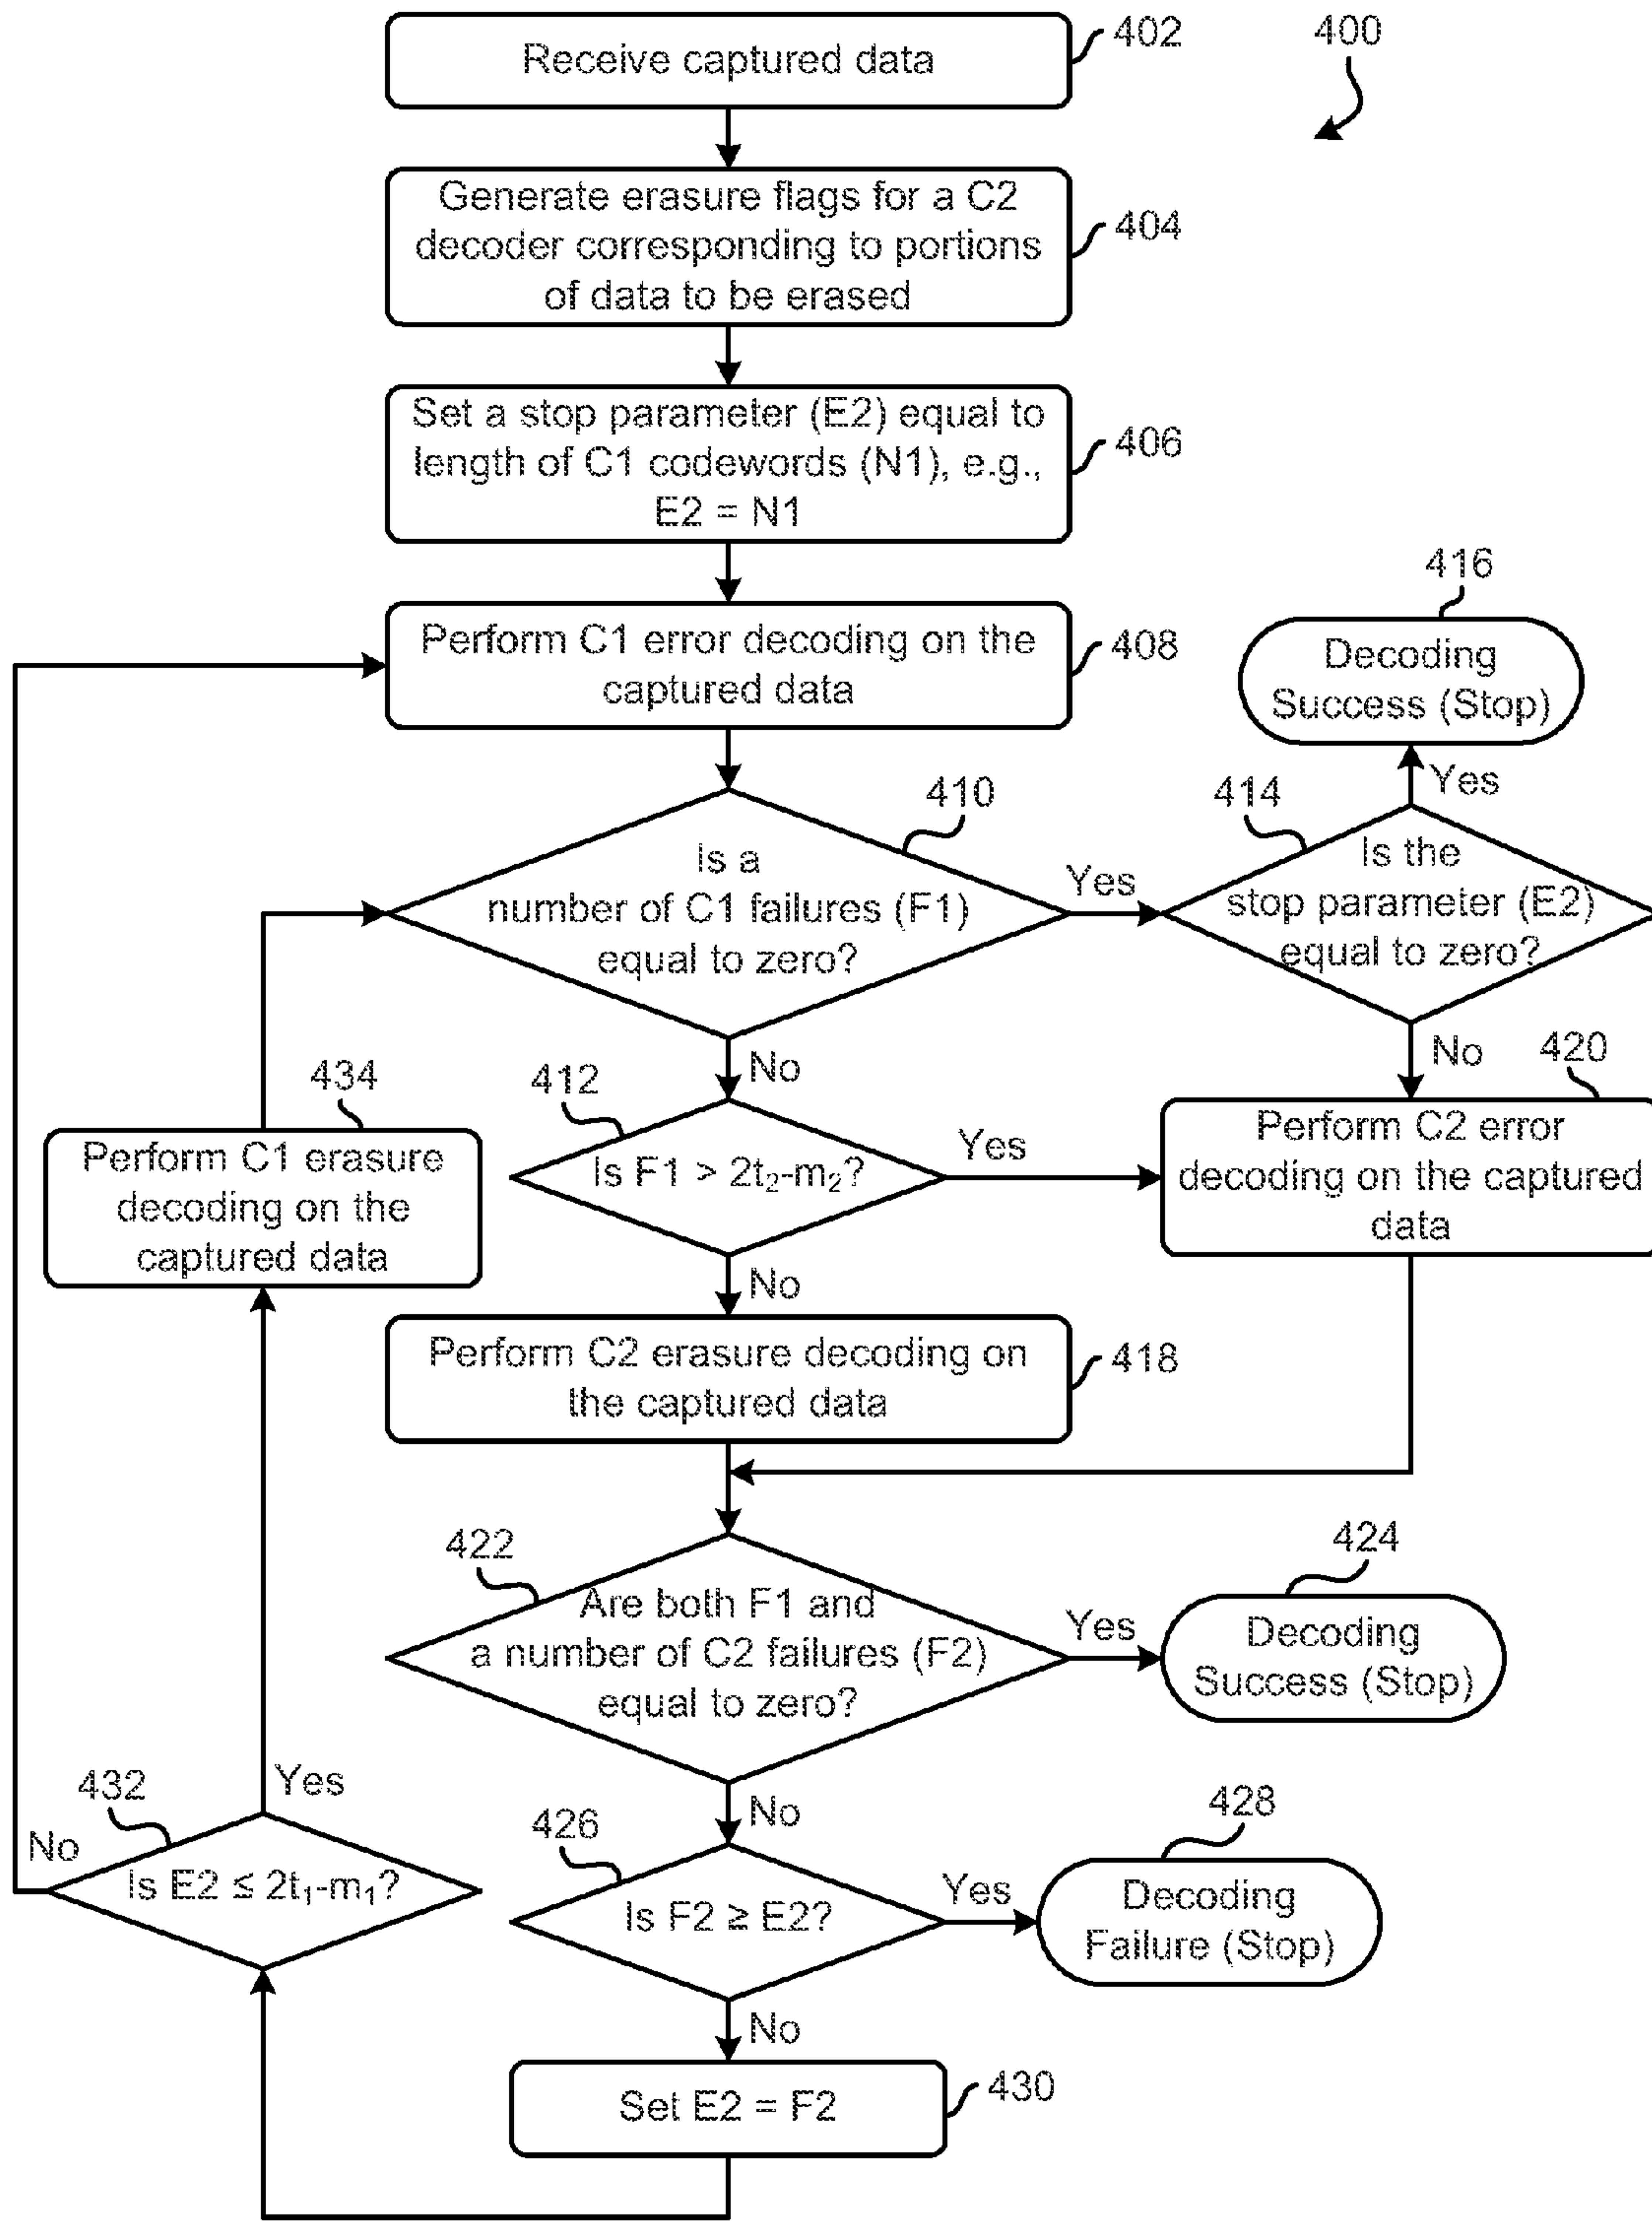 Receive captured data
402
400
Generate erasure flags for a C2
decoder corresponding to portions
of data to be erased
404
Set a stop parameter (E2) equal to
length of C1 codewords (N1), e.g.,
E2 = N1
406
Perform C1 error decoding on the
captured data
408
416
Decoding
Success (Stop)
Yes
410
Is a
number of C1 failures (F1)
equal to zero?
Yes
414
Is the
stop parameter (E2)
equal to zero?
No
No
412
Is F1 > 2t₂-m₂?
Yes
420
Perform C2 error
decoding on the captured
data
434
Perform C1 erasure
decoding on the
captured data
No
Perform C2 erasure decoding on
the captured data
418
422
Are both F1 and
a number of C2 failures (F2)
equal to zero?
Yes
424
Decoding
Success (Stop)
No
432
Yes
No
Is E2 ≤ 2t₁-m₁?
426
Is F2 ≥ E2?
Yes
428
Decoding
Failure (Stop)
No
Set E2 = F2
430